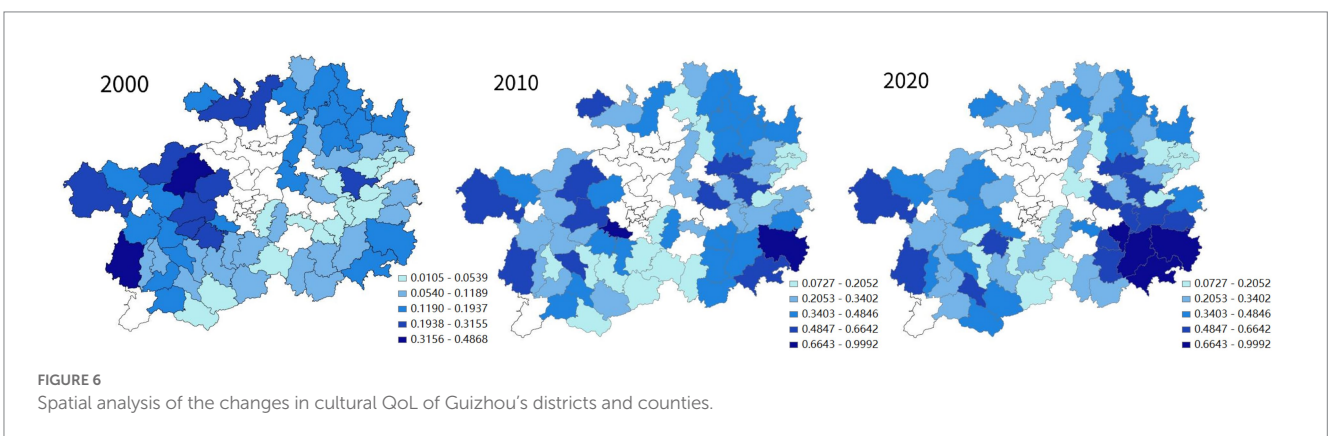 2000
0.0105 - 0.0539
0.0540 - 0.1189
0.1190 - 0.1937
0.1938 - 0.3155
0.3156 - 0.4868
2010
0.0727 - 0.2052
0.2053 - 0.3402
0.3403 - 0.4846
0.4847 - 0.6642
0.6643 - 0.9992
2020
0.0727 - 0.2052
0.2053 - 0.3402
0.3403 - 0.4846
0.4847 - 0.6642
0.6643 - 0.9992
FIGURE 6
Spatial analysis of the changes in cultural QoL of Guizhou's districts and counties.